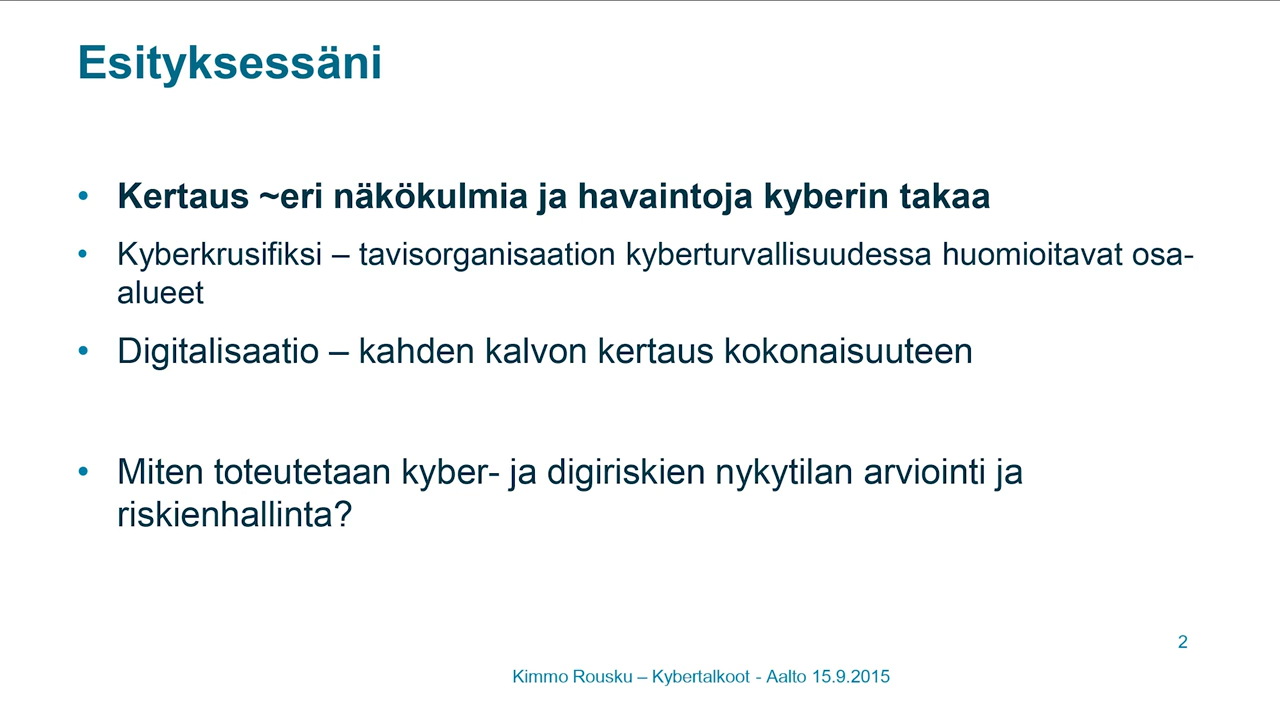 Esityksessäni
• Kertaus ~eri näkökulmia ja havaintoja kyberin takaa
• Kyberkrusifiksi – tavisorganisaation kyberturvallisuudessa huomioitavat osa-
alueet
• Digitalisaatio – kahden kalvon kertaus kokonaisuuteen
• Miten toteutetaan kyber- ja digiriskien nykytilan arviointi ja
riskienhallinta?
2
Kimmo Rousku – Kybertalkoot - Aalto 15.9.2015